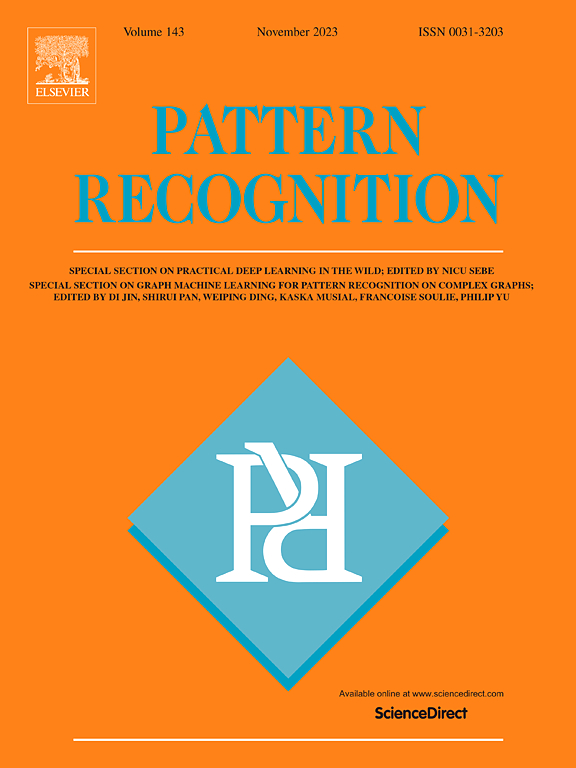 Volume 143 November 2023 ISSN 0031-3203
ELSEVIER
PATTERN
RECOGNITION
SPECIAL SECTION ON PRACTICAL DEEP LEARNING IN THE WILD; EDITED BY NICU SEBE
SPECIAL SECTION ON GRAPH MACHINE LEARNING FOR PATTERN RECOGNITION ON COMPLEX GRAPHS;
EDITED BY DI JIN, SHIRUI PAN, WEIPING DING, KASKA MUSIAL, FRANCOISE SOULIE, PHILIP YU
PR
Available online at www.sciencedirect.com
ScienceDirect